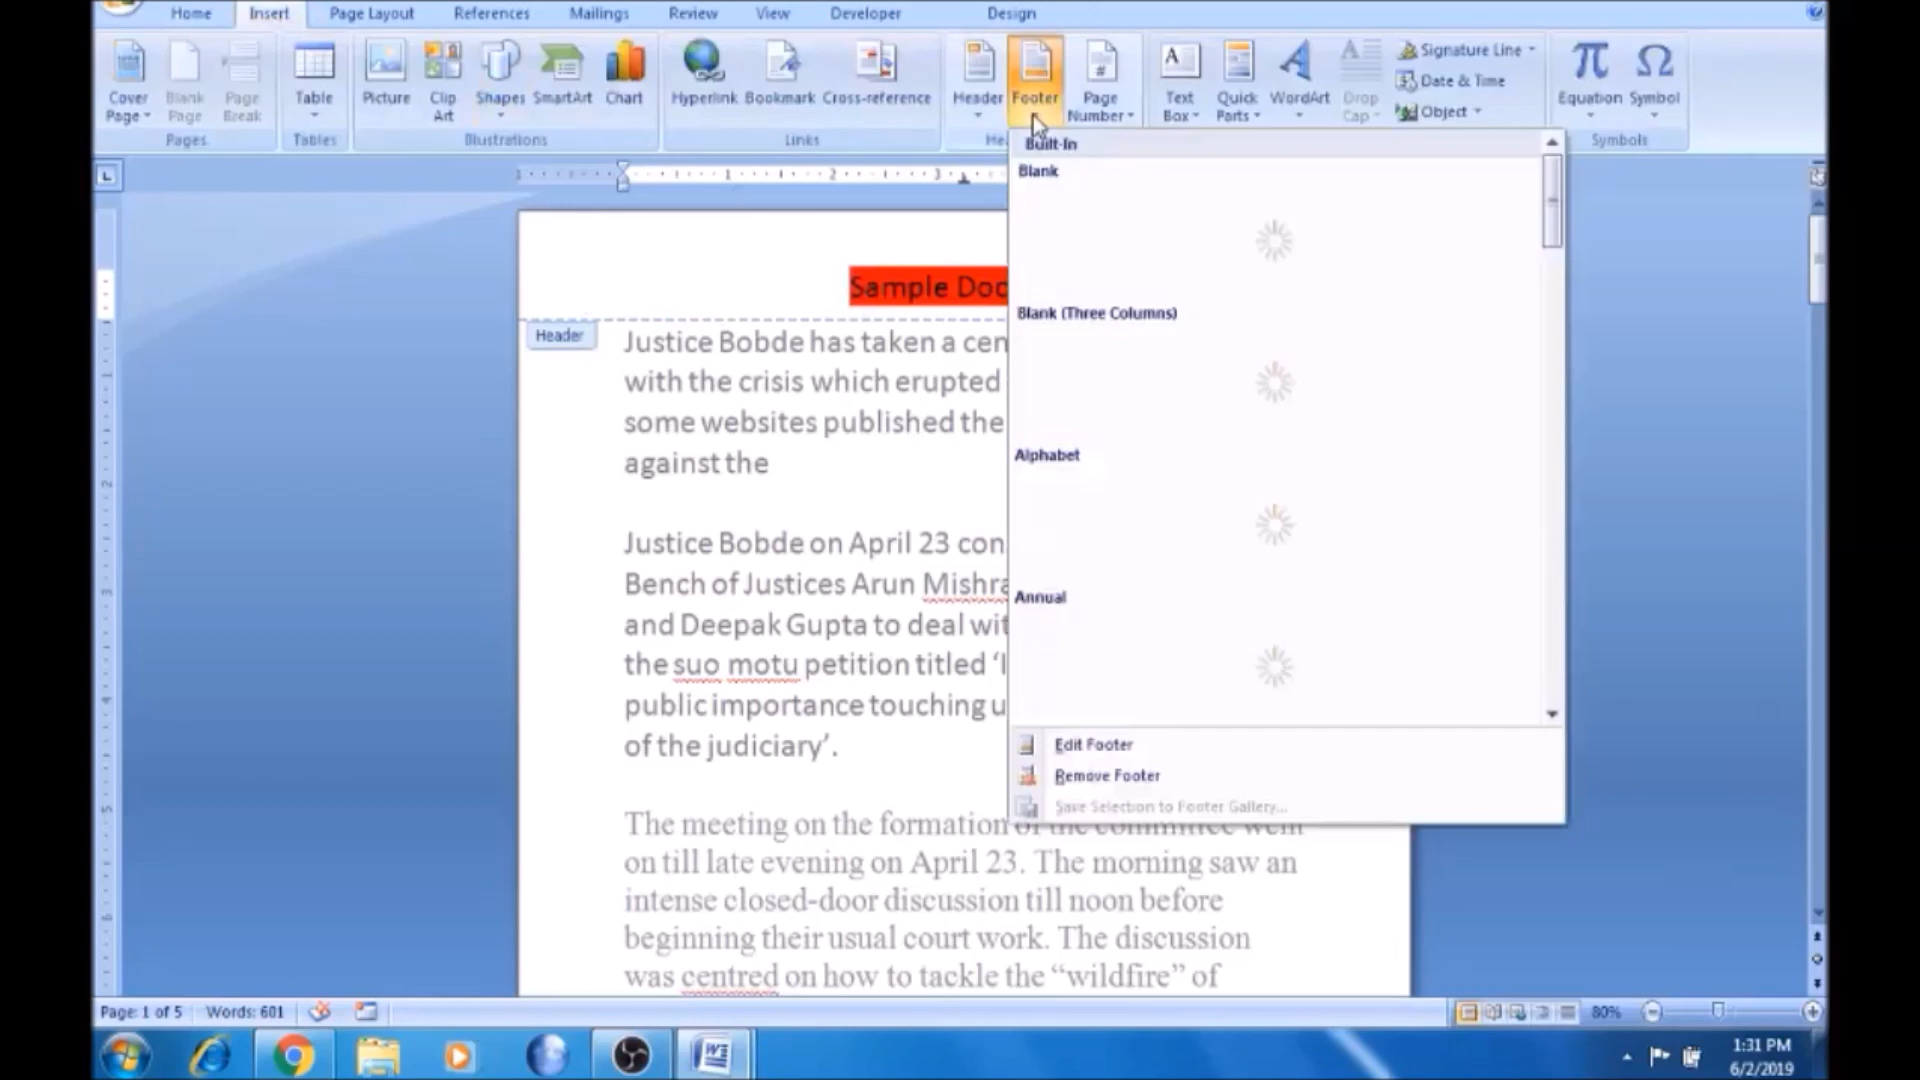 Home Insert Page Layout References Mailings Review View Developer Design
Cover Page
Blank Page
Page Break
Table
Picture
Clip Art
Shapes
SmartArt
Chart
Hyperlink
Bookmark
Cross-reference
Header
Footer
Page Number
Text Box
Quick Parts
WordArt
Drop Cap
Signature Line
Date & Time
Object
Equation
Symbol
Pages
Tables
Illustrations
Links
Symbols
Built-In
Blank
Blank (Three Columns)
Alphabet
Annual
Edit Footer
Remove Footer
Save Selection to Footer Gallery...
1 2 3
Sample Doc
Header
Justice Bobde has taken a cen
with the crisis which erupted
some websites published the
against the
Justice Bobde on April 23 con
Bench of Justices Arun Mishra
and Deepak Gupta to deal wit
the suo motu petition titled ‘I
public importance touching u
of the judiciary’.
The meeting on the formation of the committee went
on till late evening on April 23. The morning saw an
intense closed-door discussion till noon before
beginning their usual court work. The discussion
was centred on how to tackle the “wildfire” of
Page: 1 of 5 Words: 601
80%
1:31 PM
6/2/2019